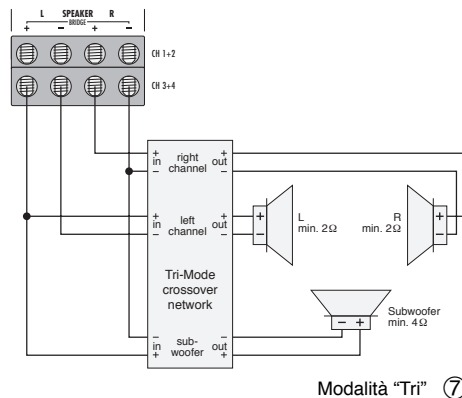 L SPEAKER R
BRIDGE
+ − + −
CH 1+2
CH 3+4
+ in − right channel + out −
+ in − left channel + out −
+ − L min. 2Ω
R min. 2Ω + −
Tri-Mode
crossover
network
− in + sub-woofer − out +
− +
Subwoofer
min. 4Ω
Modalità "Tri" ⑦